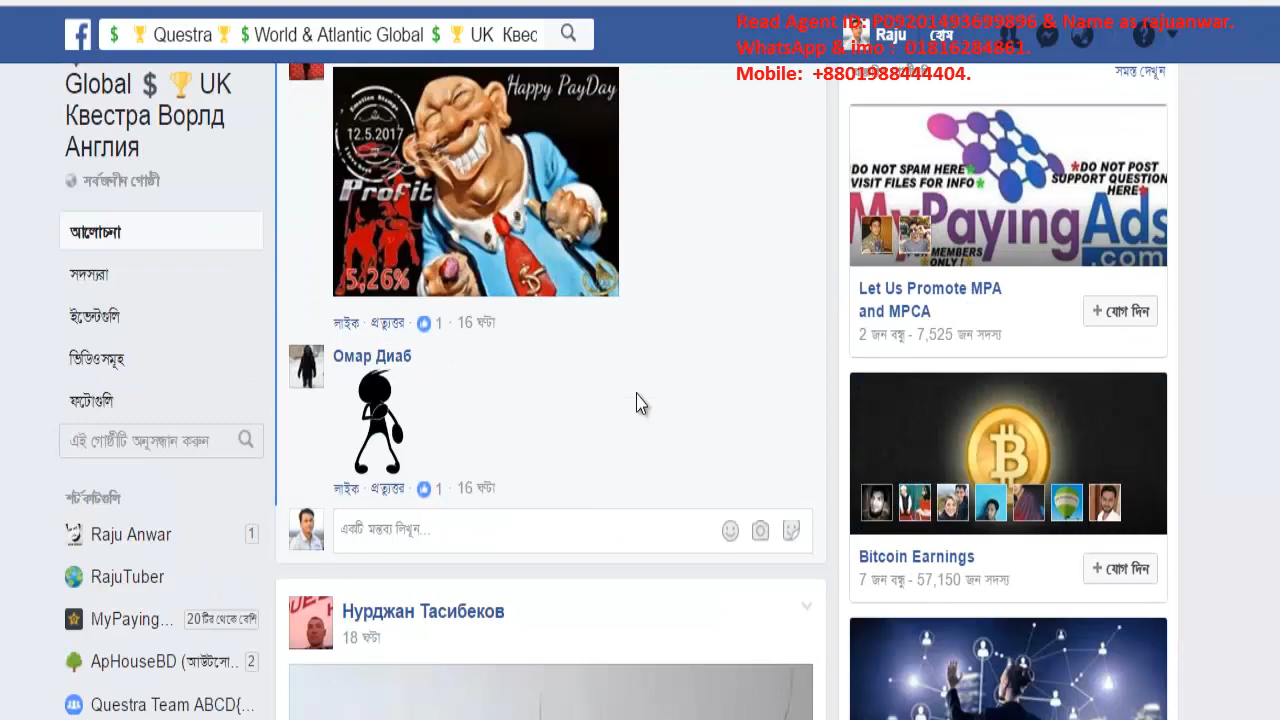 Read Agent ID: P09201493699896 & Name as rajuanwar.
WhatsApp & imo : 01816284861.
Mobile: +8801988444404.
$ Questra $ World & Atlantic Global $ UK Квес
Raju
হোম
Global $ UK
Квестра Ворлд
Англия
সর্বজনীন গোষ্ঠী
আলোচনা
সদস্যরা
ইভেন্টগুলি
ভিডিওসমূহ
ফটোগুলি
এই গোষ্ঠীটি অনুসন্ধান করুন
শর্টকাটগুলি
Raju Anwar 1
RajuTuber
MyPaying... 20টির থেকে বেশি
ApHouseBD (আউটসো.. 2
Questra Team ABCD{...
Happy PayDay
Emotion Stamps
12.5.2017
Profit
5,26%
লাইক · প্রত্যুত্তর · 1 · 16 ঘণ্টা
Омар Диаб
লাইক · প্রত্যুত্তর · 1 · 16 ঘণ্টা
একটি মন্তব্য লিখুন...
Нурджан Тасибеков
18 ঘণ্টা
সমস্ত দেখুন
DO NOT SPAM HERE*
VISIT FILES FOR INFO*
*DO NOT POST
SUPPORT QUESTION
HERE*
MyPayingAds
.com
FOR MEMBERS
ONLY !
Let Us Promote MPA
and MPCA
2 জন বন্ধু - 7,525 জন সদস্য
+ যোগ দিন
Bitcoin Earnings
7 জন বন্ধু - 57,150 জন সদস্য
+ যোগ দিন